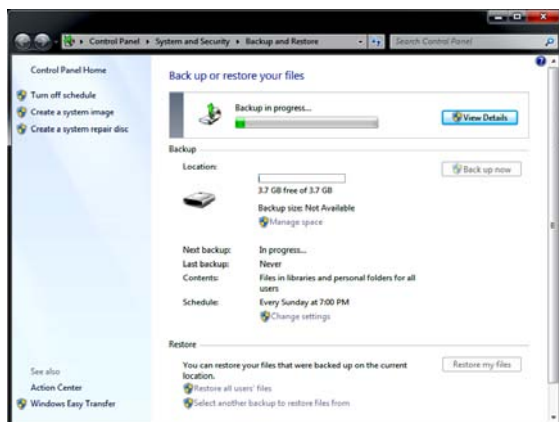 Control Panel ▸ System and Security ▸ Backup and Restore
Search Control Panel
Control Panel Home
Turn off schedule
Create a system image
Create a system repair disc
Back up or restore your files
Backup in progress...
View Details
Backup
Location:
Back up now
3.7 GB free of 3.7 GB
Backup size: Not Available
Manage space
Next backup: In progress...
Last backup: Never
Contents: Files in libraries and personal folders for all
users
Schedule: Every Sunday at 7:00 PM
Change settings
Restore
You can restore your files that were backed up on the current
location.
Restore my files
Restore all users' files
Select another backup to restore files from
See also
Action Center
Windows Easy Transfer